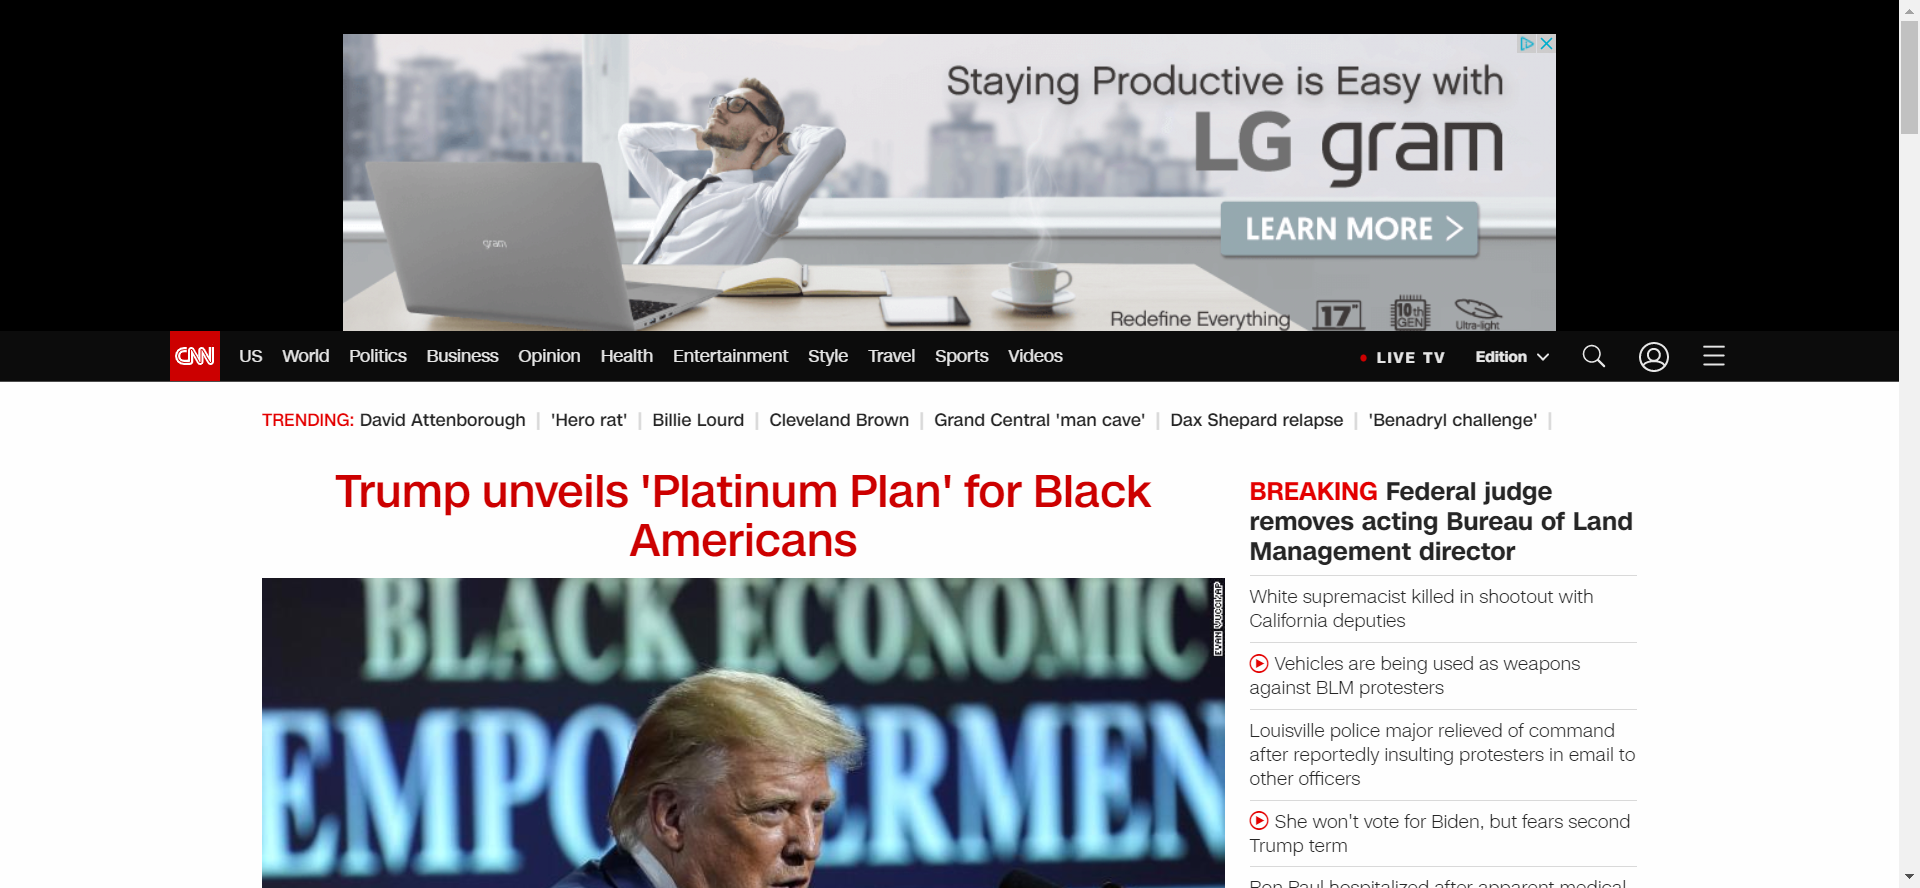 Staying Productive is Easy with
LG gram
LEARN MORE >
gram
Redefine Everything
17"
10th GEN
Ultra-light
CNN
US World Politics Business Opinion Health Entertainment Style Travel Sports Videos
LIVE TV Edition
TRENDING: David Attenborough | 'Hero rat' | Billie Lourd | Cleveland Brown | Grand Central 'man cave' | Dax Shepard relapse | 'Benadryl challenge' |
Trump unveils 'Platinum Plan' for Black
Americans
EVAN VUCCI/AP
BLACK ECONOMIC
BREAKING Federal judge
removes acting Bureau of Land
Management director
White supremacist killed in shootout with
California deputies
Vehicles are being used as weapons
against BLM protesters
Louisville police major relieved of command
after reportedly insulting protesters in email to
other officers
She won't vote for Biden, but fears second
Trump term
Ron Paul hospitalized after apparent medical